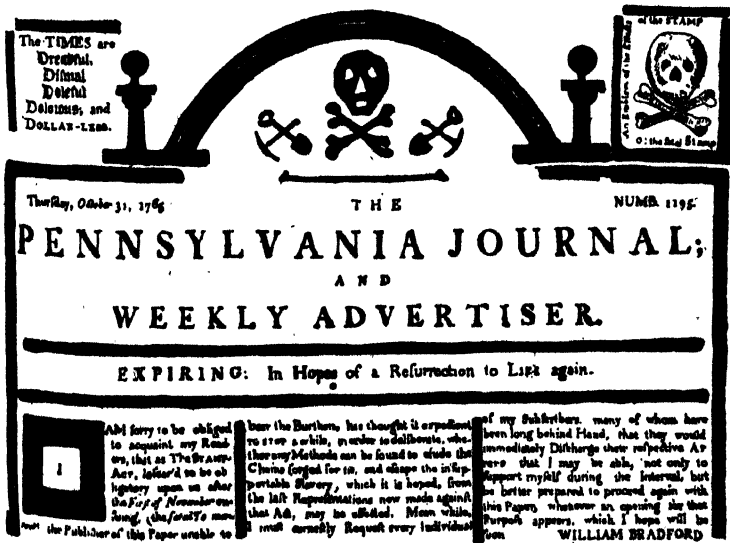 The TIMES are
Dreadful,
Dismal
Doleful
Dolorous, and
DOLLAR-LESS.
An Emblem of the Effects
of the STAMP
O! the fatal Stamp
Thursday, October 31, 1765
THE
NUMB. 1195.
PENNSYLVANIA JOURNAL;
AND
WEEKLY ADVERTISER.
EXPIRING: In Hopes of a Resurrection to LIFE again.
I AM sorry to be obliged
to acquaint my Read-
ers, that as The STAMP-
ACT, is fear'd to be ob-
ligatory upon us after
the First of November en-
suing, (the fatal To mor-
row) the Publisher of this Paper unable to
bear the Burthen, has thought it expedient
TO STOP a while, in order to deliberate, whe-
ther any Methods can be found to elude the
Chains forged for us, and escape the insup-
portable Slavery, which it is hoped, from
the last Representations now made against
that Act, may be effected. Mean while,
I must earnestly Request every Individual
of my Subscribers, many of whom have
been long behind Hand, that they would
immediately Discharge their respective Ar
rers that I may be able, not only to
support myself during the Interval, but
be better prepared to proceed again with
this Paper, whenever an opening for that
Purpose appears, which I hope will be
soon WILLIAM BRADFORD